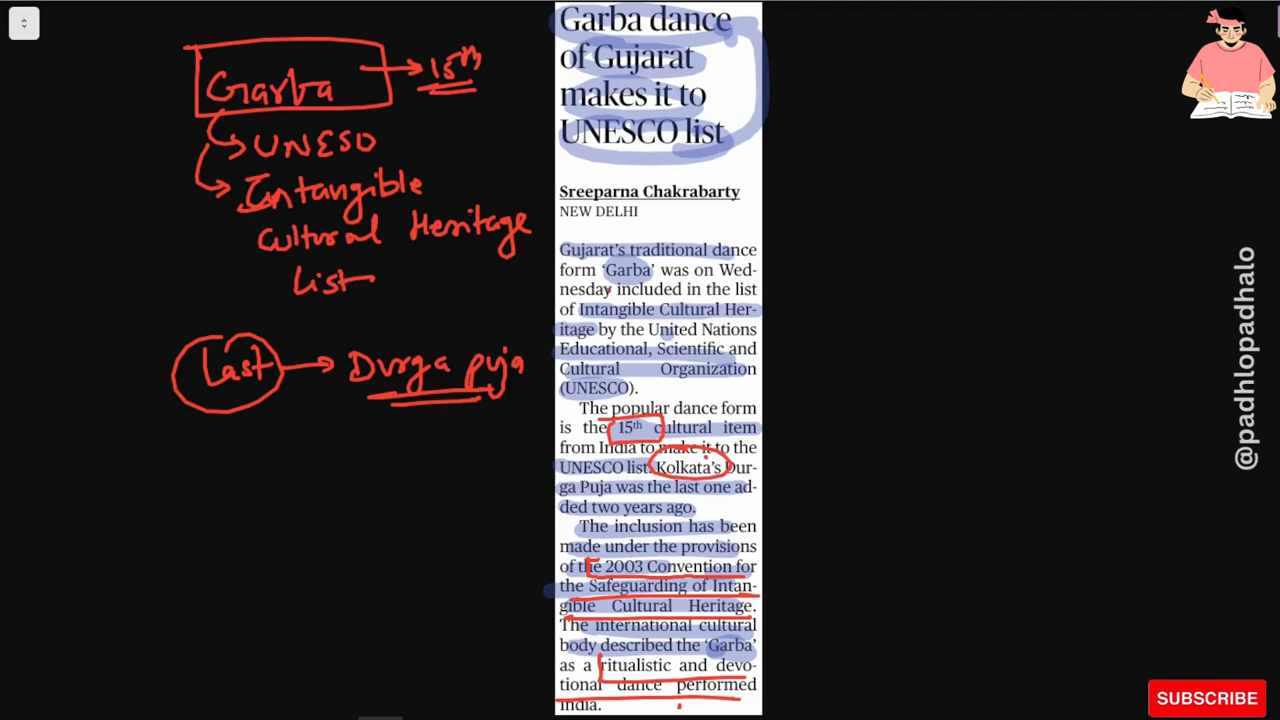 Garba → 15th
UNESO
Intangible
Cultural Heritage
List
Last → Durga puja
Garba dance
of Gujarat
makes it to
UNESCO list
Sreeparna Chakrabarty
NEW DELHI
Gujarat's traditional dance
form 'Garba' was on Wed-
nesday included in the list
of Intangible Cultural Her-
itage by the United Nations
Educational, Scientific and
Cultural Organization
(UNESCO).
The popular dance form
is the 15th cultural item
from India to make it to the
UNESCO list. Kolkata's Dur-
ga Puja was the last one ad-
ded two years ago.
The inclusion has been
made under the provisions
of the 2003 Convention for
the Safeguarding of Intan-
gible Cultural Heritage.
The international cultural
body described the 'Garba'
as a ritualistic and devo-
tional dance performed
India.
@padhlopadhalo
SUBSCRIBE